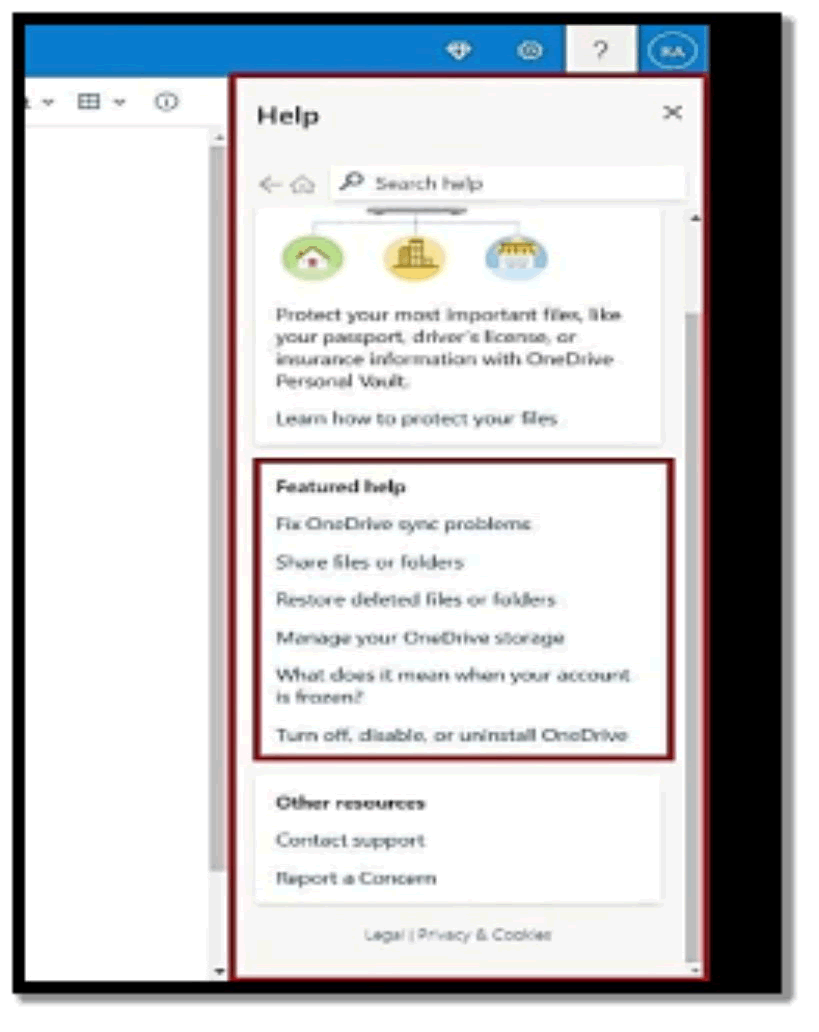 ?
RA
Help
Search help
Protect your most important files, like
your passport, driver's license, or
insurance information with OneDrive
Personal Vault.
Learn how to protect your files
Featured help
Fix OneDrive sync problems
Share files or folders
Restore deleted files or folders
Manage your OneDrive storage
What does it mean when your account
is frozen?
Turn off, disable, or uninstall OneDrive
Other resources
Contact support
Report a Concern
Legal | Privacy & Cookies